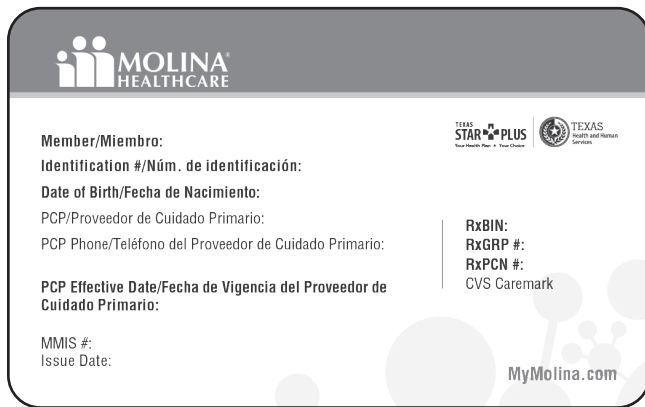 MOLINA®
HEALTHCARE
TEXAS
STAR PLUS
Your Health Plan ✦ Your Choice
TEXAS
Health and Human
Services
Member/Miembro:
Identification #/Núm. de identificación:
Date of Birth/Fecha de Nacimiento:
PCP/Proveedor de Cuidado Primario:
PCP Phone/Teléfono del Proveedor de Cuidado Primario:
PCP Effective Date/Fecha de Vigencia del Proveedor de
Cuidado Primario:
MMIS #:
Issue Date:
RxBIN:
RxGRP #:
RxPCN #:
CVS Caremark
MyMolina.com